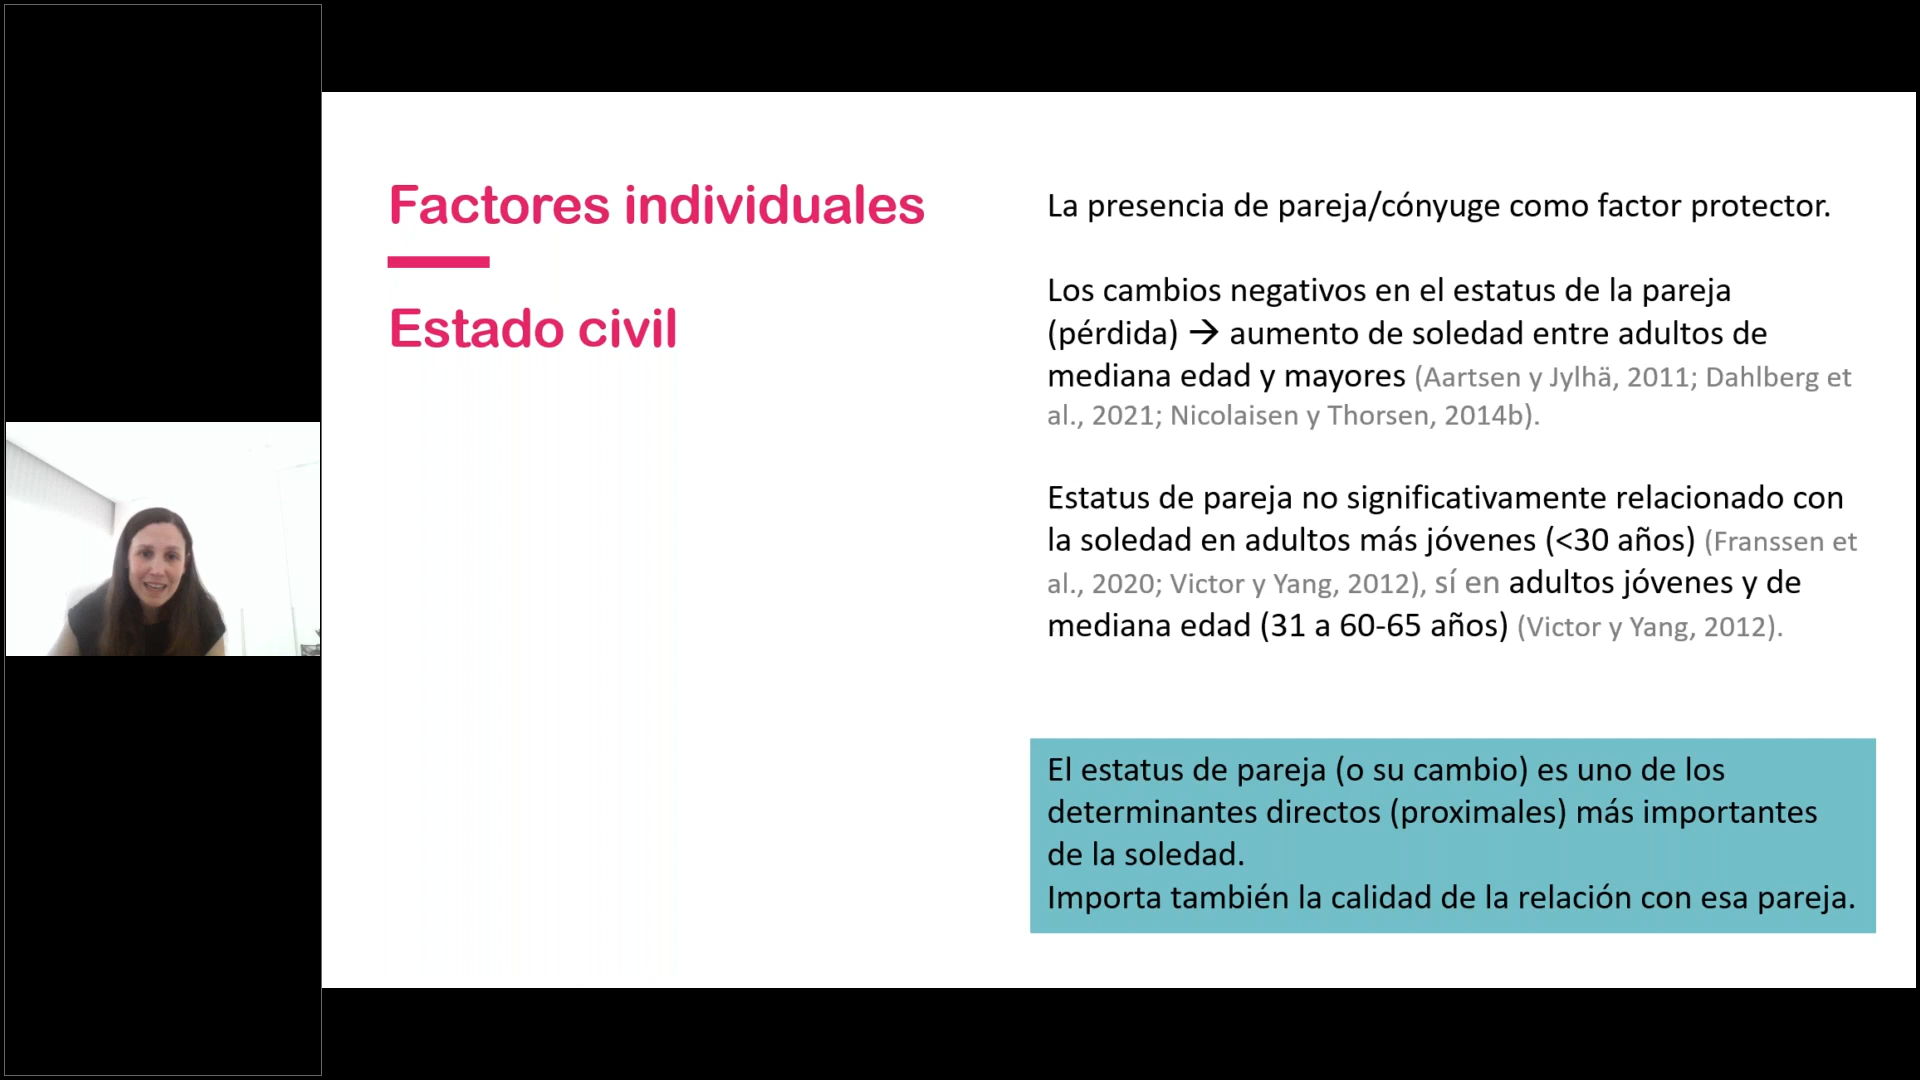 Factores individuales
Estado civil
La presencia de pareja/cónyuge como factor protector.
Los cambios negativos en el estatus de la pareja
(pérdida) → aumento de soledad entre adultos de
mediana edad y mayores (Aartsen y Jylhä, 2011; Dahlberg et
al., 2021; Nicolaisen y Thorsen, 2014b).
Estatus de pareja no significativamente relacionado con
la soledad en adultos más jóvenes (<30 años) (Franssen et
al., 2020; Victor y Yang, 2012), sí en adultos jóvenes y de
mediana edad (31 a 60-65 años) (Victor y Yang, 2012).
El estatus de pareja (o su cambio) es uno de los
determinantes directos (proximales) más importantes
de la soledad.
Importa también la calidad de la relación con esa pareja.